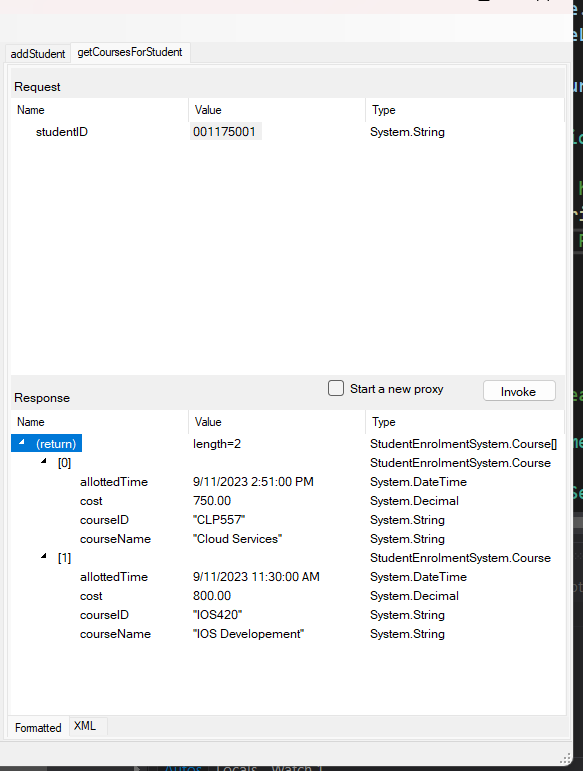 addStudent getCoursesForStudent
Request
Name Value Type
studentID 001175001 System.String
Start a new proxy Invoke
Response
Name Value Type
(return) length=2 StudentEnrolmentSystem.Course[]
[0] StudentEnrolmentSystem.Course
allottedTime 9/11/2023 2:51:00 PM System.DateTime
cost 750.00 System.Decimal
courseID "CLP557" System.String
courseName "Cloud Services" System.String
[1] StudentEnrolmentSystem.Course
allottedTime 9/11/2023 11:30:00 AM System.DateTime
cost 800.00 System.Decimal
courseID "IOS420" System.String
courseName "IOS Developement" System.String
Formatted XML
Autos Locals Watch 1